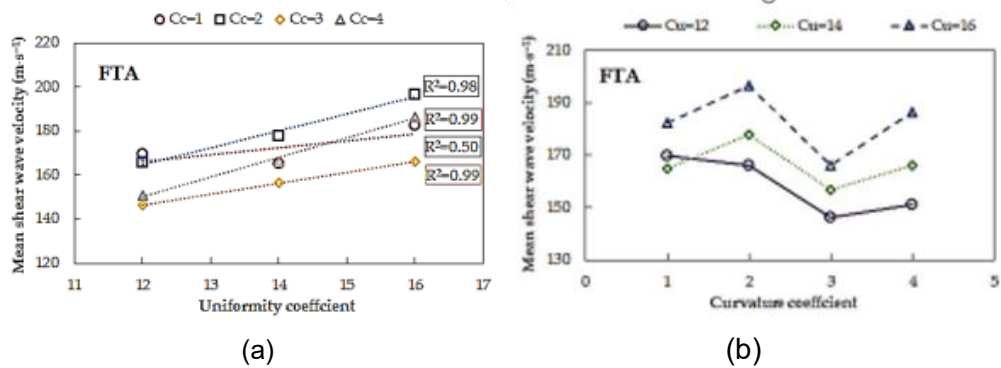 Cc=1 Cc=2 Cc=3 Cc=4
FTA
Mean shear wave velocity (m·s⁻¹)
220
200
180
160
140
120
R²=0.98
R²=0.99
R²=0.50
R²=0.99
11 12 13 14 15 16 17
Uniformity coeffcient
(a)
Cu=12 Cu=14 Cu=16
FTA
Mean shear wave velocity (m·s⁻¹)
210
190
170
150
130
0 1 2 3 4 5
Curvature coeffcient
(b)